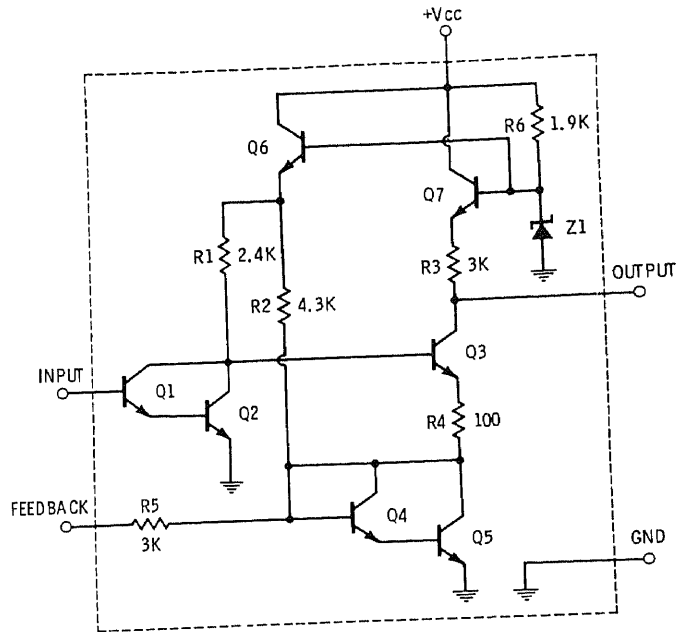 +Vcc
R6 1.9K
Q6
Q7
Z1
R1 2.4K
R3 3K
OUTPUT
R2 4.3K
Q3
INPUT
Q1
Q2
R4 100
FEEDBACK
R5
3K
Q4
Q5
GND